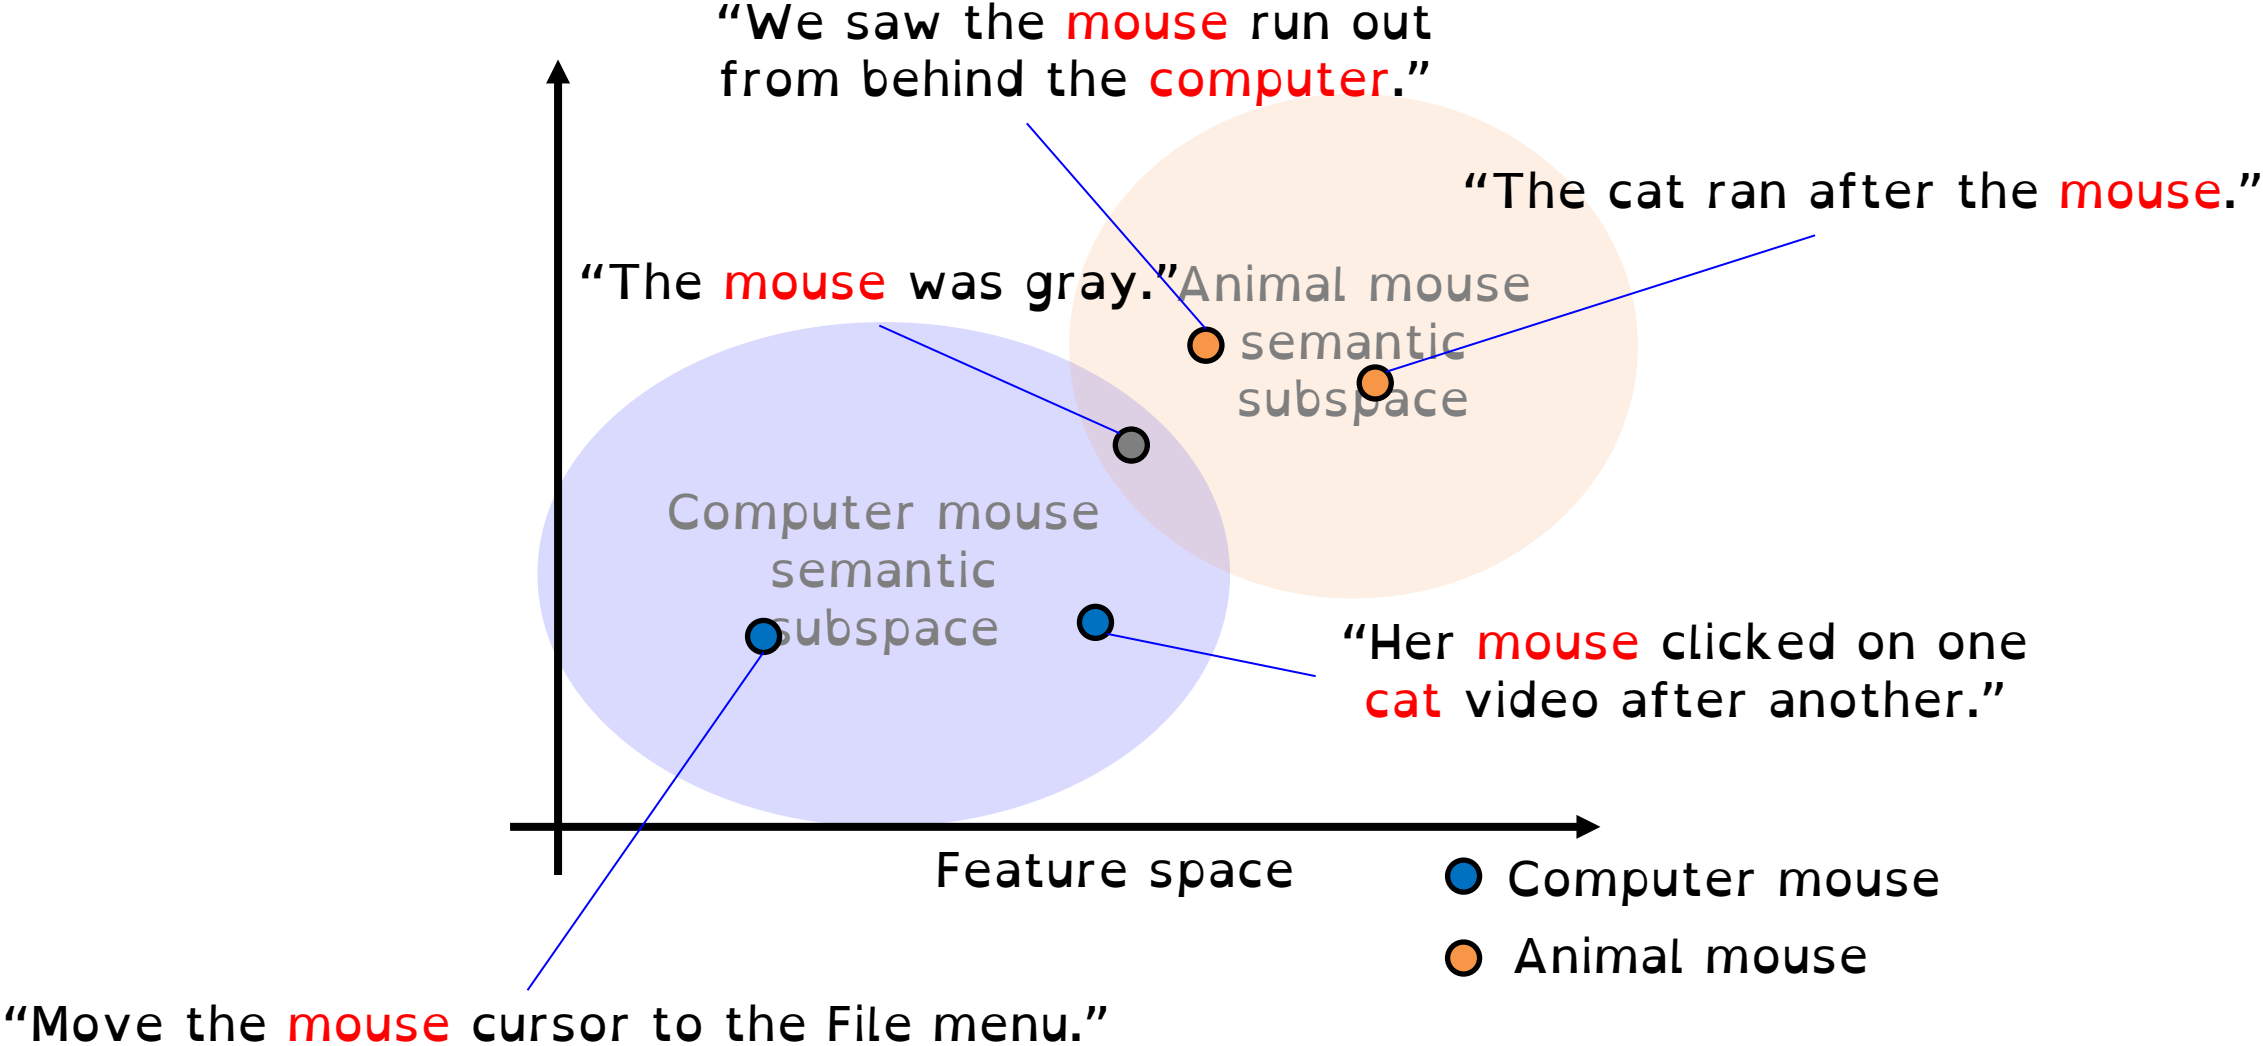 “We saw the mouse run out
from behind the computer.”
“The cat ran after the mouse.”
“The mouse was gray.”
Animal mouse
semantic
subspace
Computer mouse
semantic
subspace
“Her mouse clicked on one
cat video after another.”
Feature space
Computer mouse
Animal mouse
“Move the mouse cursor to the File menu.”